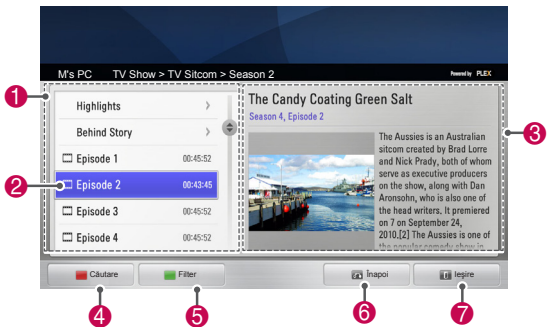 M's PC TV Show > TV Sitcom > Season 2
Powered by PLEX
1
Highlights
Behind Story
Episode 1 00:45:52
2
Episode 2 00:43:45
Episode 3 00:45:52
Episode 4 00:45:52
The Candy Coating Green Salt
Season 4, Episode 2
3
The Aussies is an Australian
sitcom created by Brad Lorre
and Nick Prady, both of whom
serve as executive producers
on the show, along with Dan
Aronsohn, who is also one of
the head writers. It premiered
on 7 on September 24,
2010.[2] The Aussies is one of
the popular comedy show in
Căutare
Filter
Înapoi
Ieşire
4
5
6
7